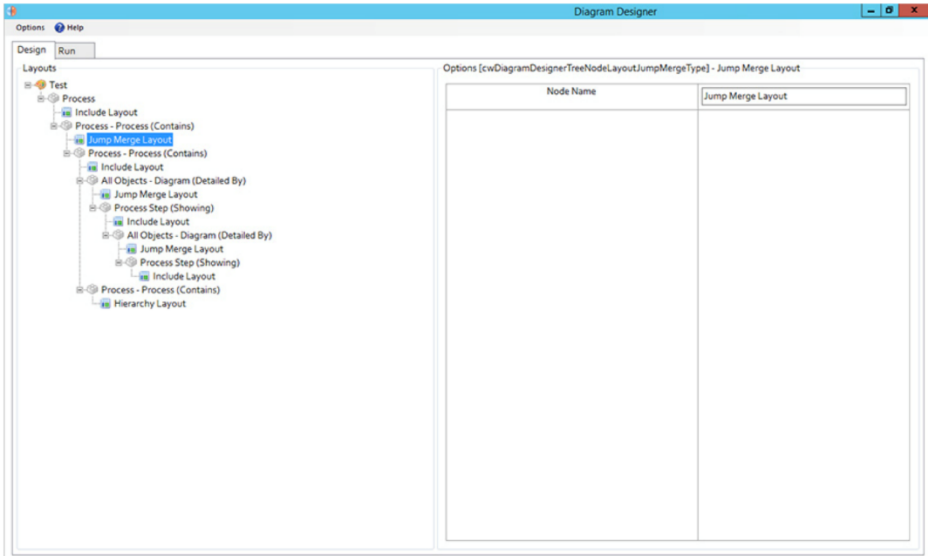 Diagram Designer
Options Help
Design Run
Layouts
Test
Process
Include Layout
Process - Process (Contains)
Jump Merge Layout
Process - Process (Contains)
Include Layout
All Objects - Diagram (Detailed By)
Jump Merge Layout
Process Step (Showing)
Include Layout
All Objects - Diagram (Detailed By)
Jump Merge Layout
Process Step (Showing)
Include Layout
Process - Process (Contains)
Hierarchy Layout
Options [cwDiagramDesignerTreeNodeLayoutJumpMergeType] - Jump Merge Layout
Node Name Jump Merge Layout